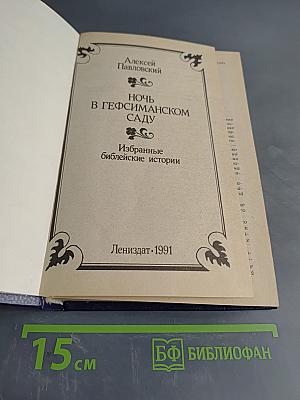 Алексей
Павловский
НОЧЬ
В ГЕФСИМАНСКОМ
САДУ
Избранные
библейские истории
Лениздат·1991
15 см
БФ БИБЛИОФАН